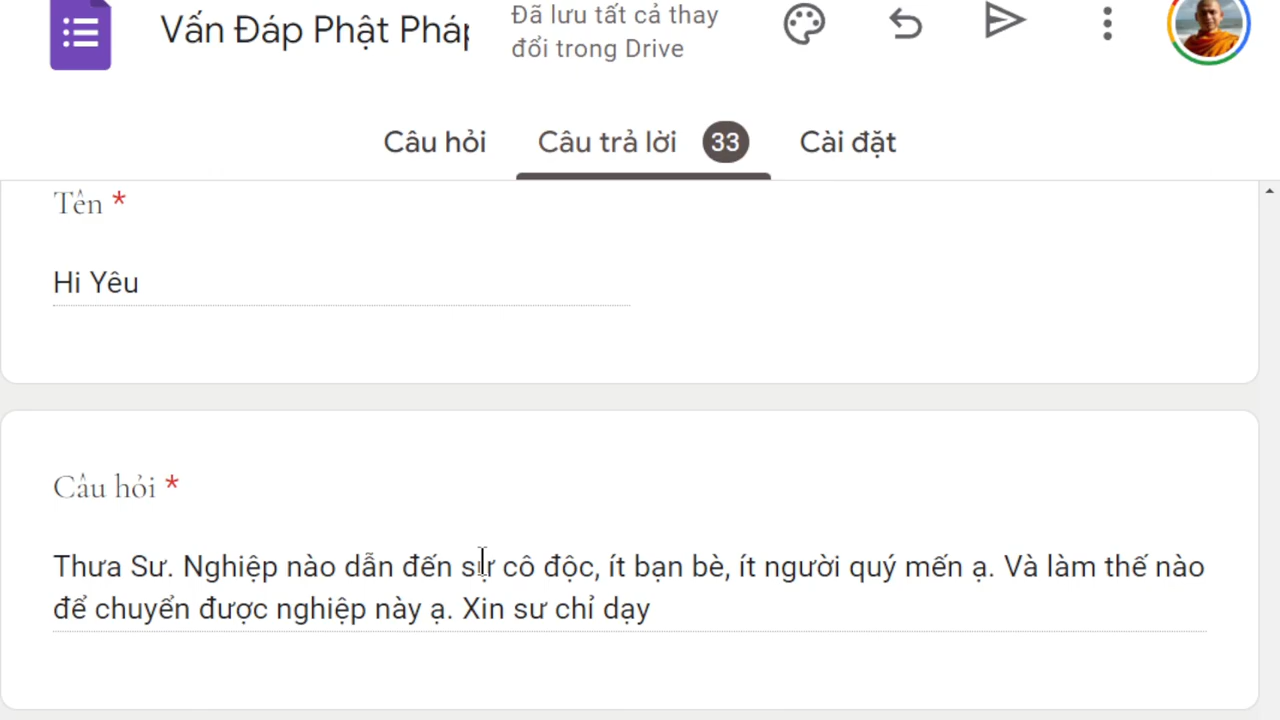 Vấn Đáp Phật Pháp
Đã lưu tất cả thay
đổi trong Drive
Câu hỏi
Câu trả lời
33
Cài đặt
Tên *
Hi Yêu
Câu hỏi *
Thưa Sư. Nghiệp nào dẫn đến sự cô độc, ít bạn bè, ít người quý mến ạ. Và làm thế nào
để chuyển được nghiệp này ạ. Xin sư chỉ dạy